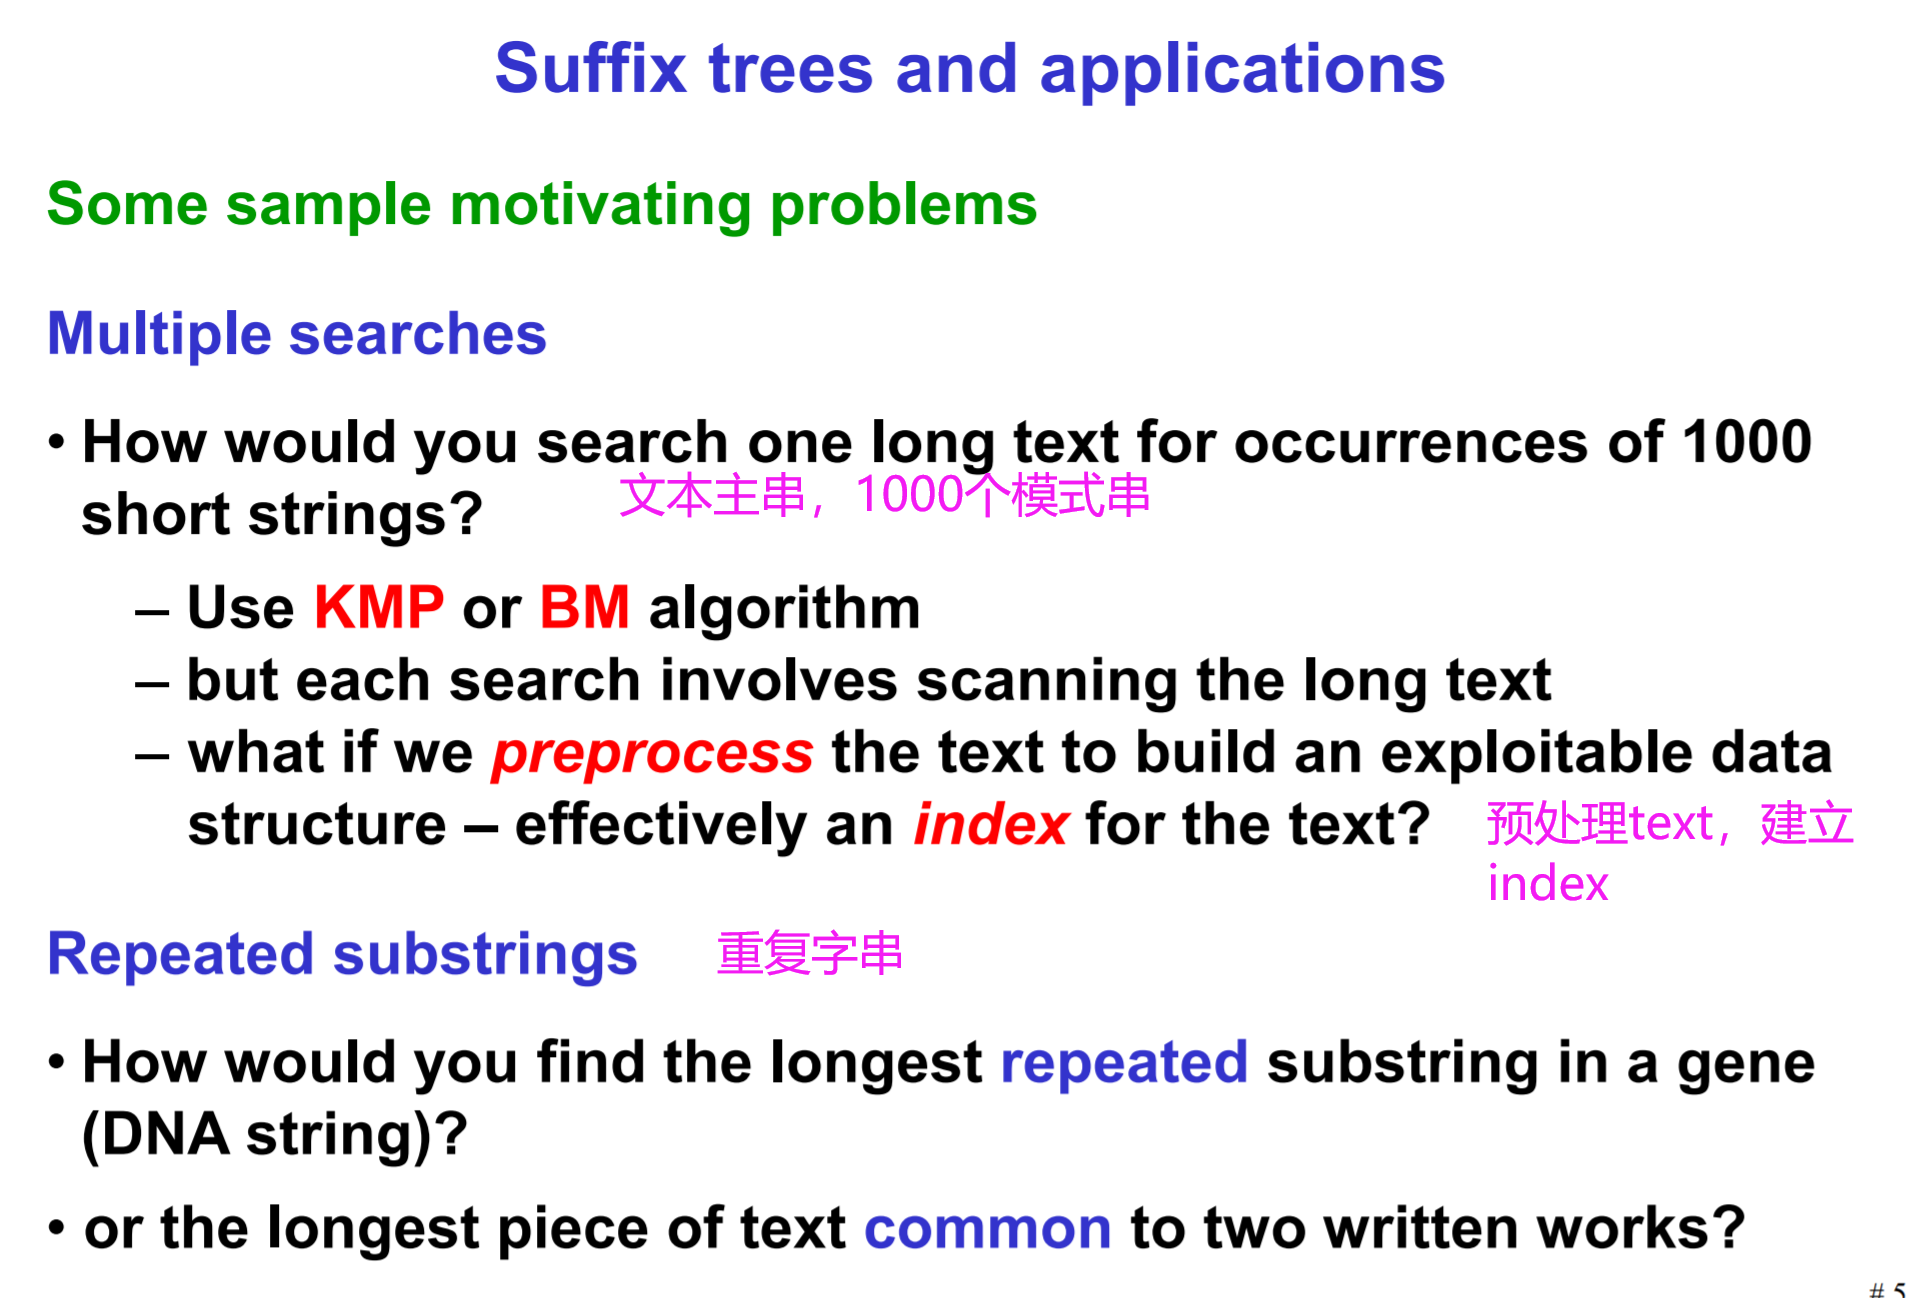 Suffix trees and applications
Some sample motivating problems
Multiple searches
• How would you search one long text for occurrences of 1000
short strings?
文本主串，1000个模式串
– Use KMP or BM algorithm
– but each search involves scanning the long text
– what if we preprocess the text to build an exploitable data
structure – effectively an index for the text?
预处理text，建立
index
Repeated substrings
重复字串
• How would you find the longest repeated substring in a gene
(DNA string)?
• or the longest piece of text common to two written works?
# 5